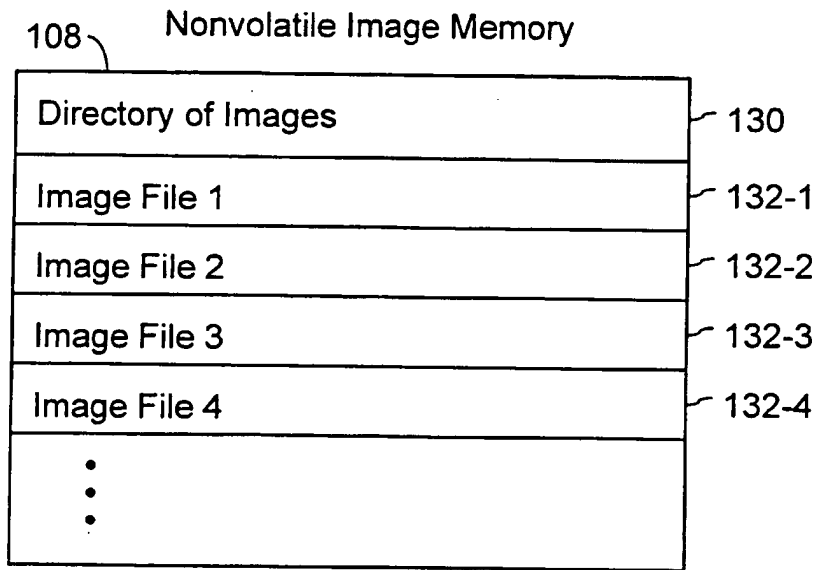 Nonvolatile Image Memory
108
Directory of Images 130
Image File 1 132-1
Image File 2 132-2
Image File 3 132-3
Image File 4 132-4